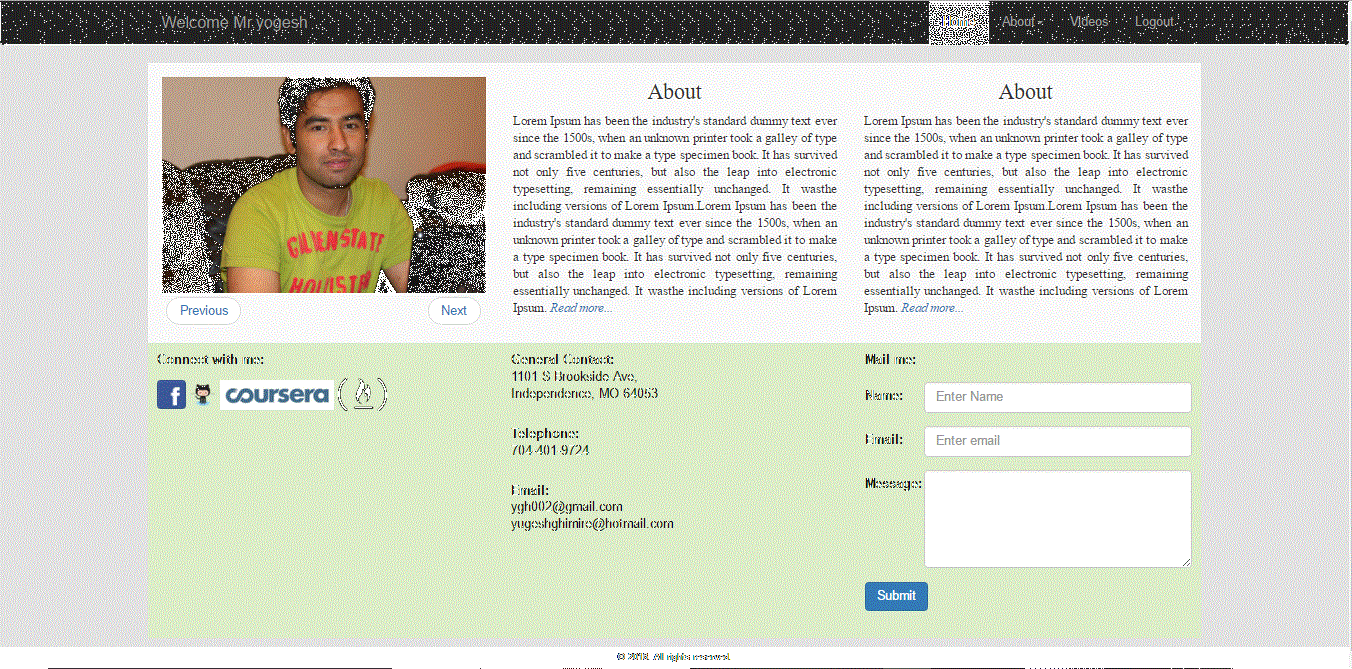 Welcome Mr.yogesh
Home About Videos Logout
About
Lorem Ipsum has been the industry's standard dummy text ever
since the 1500s, when an unknown printer took a galley of type
and scrambled it to make a type specimen book. It has survived
not only five centuries, but also the leap into electronic
typesetting, remaining essentially unchanged. It wasthe
including versions of Lorem Ipsum.Lorem Ipsum has been the
industry's standard dummy text ever since the 1500s, when an
unknown printer took a galley of type and scrambled it to make
a type specimen book. It has survived not only five centuries,
but also the leap into electronic typesetting, remaining
essentially unchanged. It wasthe including versions of Lorem
Ipsum. Read more...
About
Lorem Ipsum has been the industry's standard dummy text ever
since the 1500s, when an unknown printer took a galley of type
and scrambled it to make a type specimen book. It has survived
not only five centuries, but also the leap into electronic
typesetting, remaining essentially unchanged. It wasthe
including versions of Lorem Ipsum.Lorem Ipsum has been the
industry's standard dummy text ever since the 1500s, when an
unknown printer took a galley of type and scrambled it to make
a type specimen book. It has survived not only five centuries,
but also the leap into electronic typesetting, remaining
essentially unchanged. It wasthe including versions of Lorem
Ipsum. Read more...
Previous Next
Connect with me:
f coursera
General Contact:
1101 S Brookside Ave,
Independence, MO 64053
Telephone:
704-401-9724
Email:
ygh002@gmail.com
yugeshghimire@hotmail.com
Mail me:
Name: Enter Name
Email: Enter email
Message:
Submit
All rights reserved.